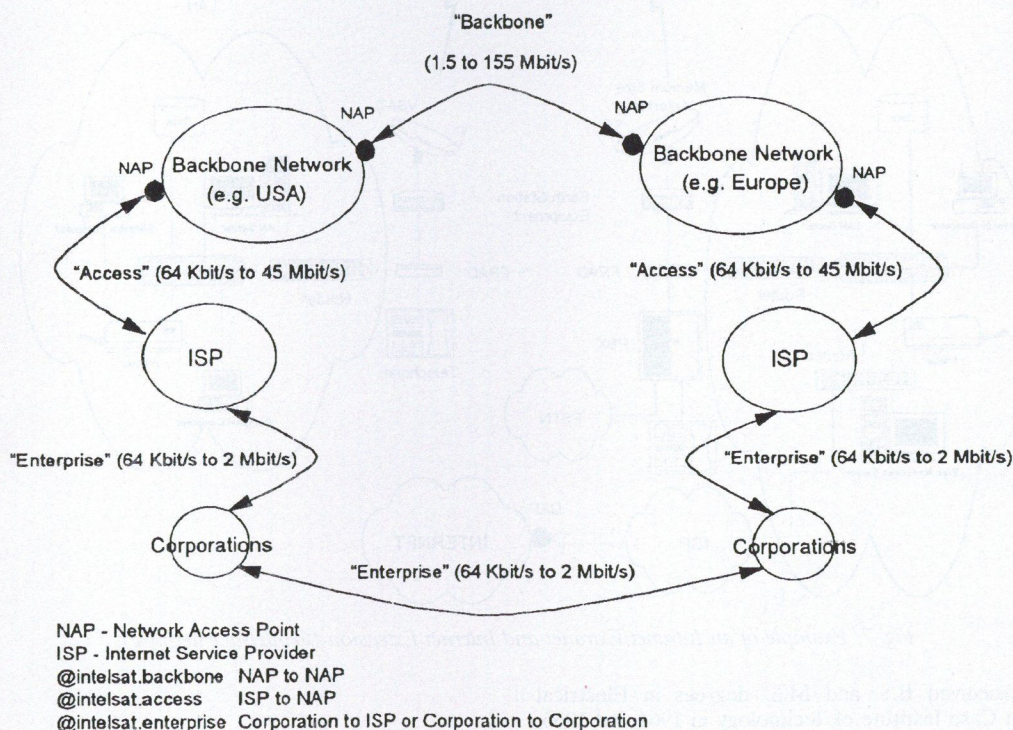 “Backbone”
(1.5 to 155 Mbit/s)
NAP
NAP
NAP
Backbone Network
(e.g. USA)
Backbone Network
(e.g. Europe)
NAP
“Access” (64 Kbit/s to 45 Mbit/s)
“Access” (64 Kbit/s to 45 Mbit/s)
ISP
ISP
“Enterprise” (64 Kbit/s to 2 Mbit/s)
“Enterprise” (64 Kbit/s to 2 Mbit/s)
Corporations
Corporations
“Enterprise” (64 Kbit/s to 2 Mbit/s)
NAP - Network Access Point
ISP - Internet Service Provider
@intelsat.backbone NAP to NAP
@intelsat.access ISP to NAP
@intelsat.enterprise Corporation to ISP or Corporation to Corporation